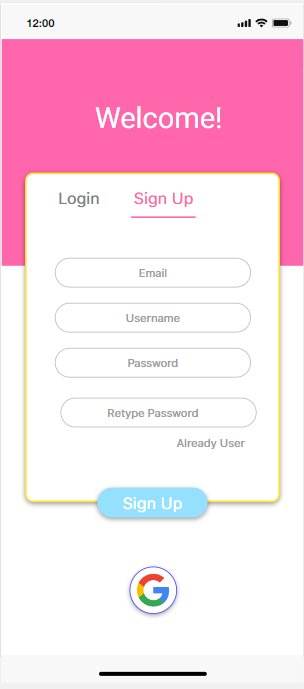 12:00
Welcome!
Login Sign Up
Email
Username
Password
Retype Password
Already User
Sign Up
G